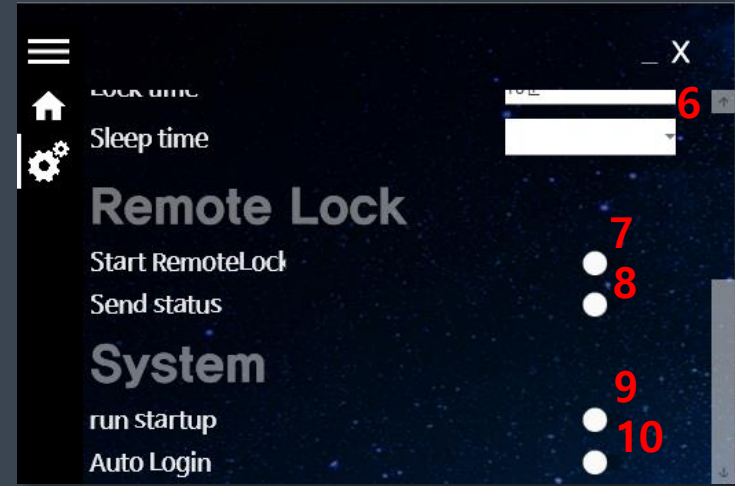 _ X
6
Sleep time
Remote Lock
7
Start RemoteLock
8
Send status
System
9
run startup
10
Auto Login